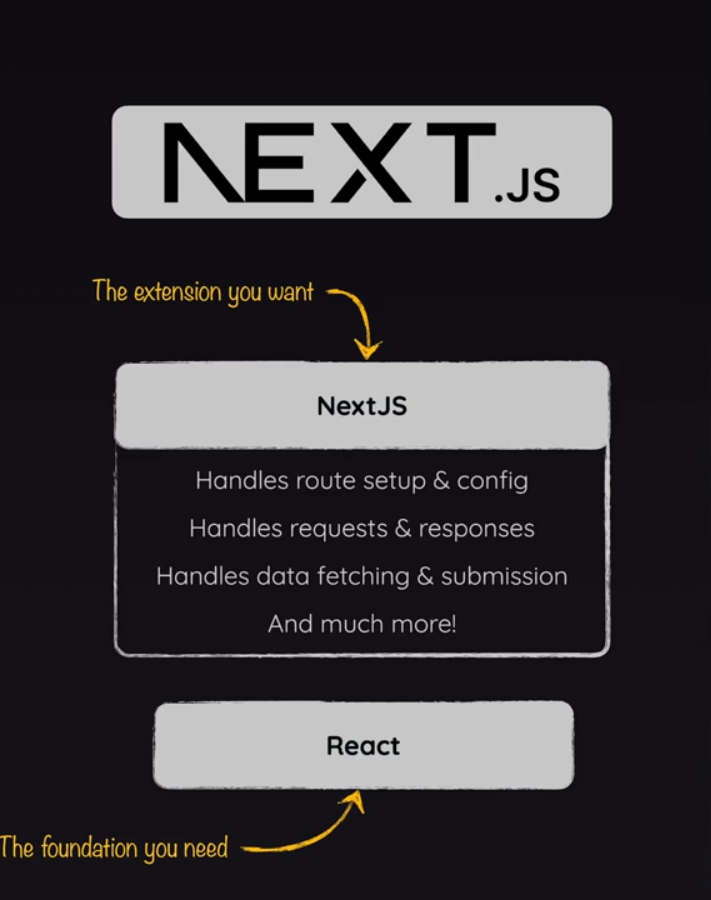 NEXT.JS
The extension you want
NextJS
Handles route setup & config
Handles requests & responses
Handles data fetching & submission
And much more!
React
The foundation you need